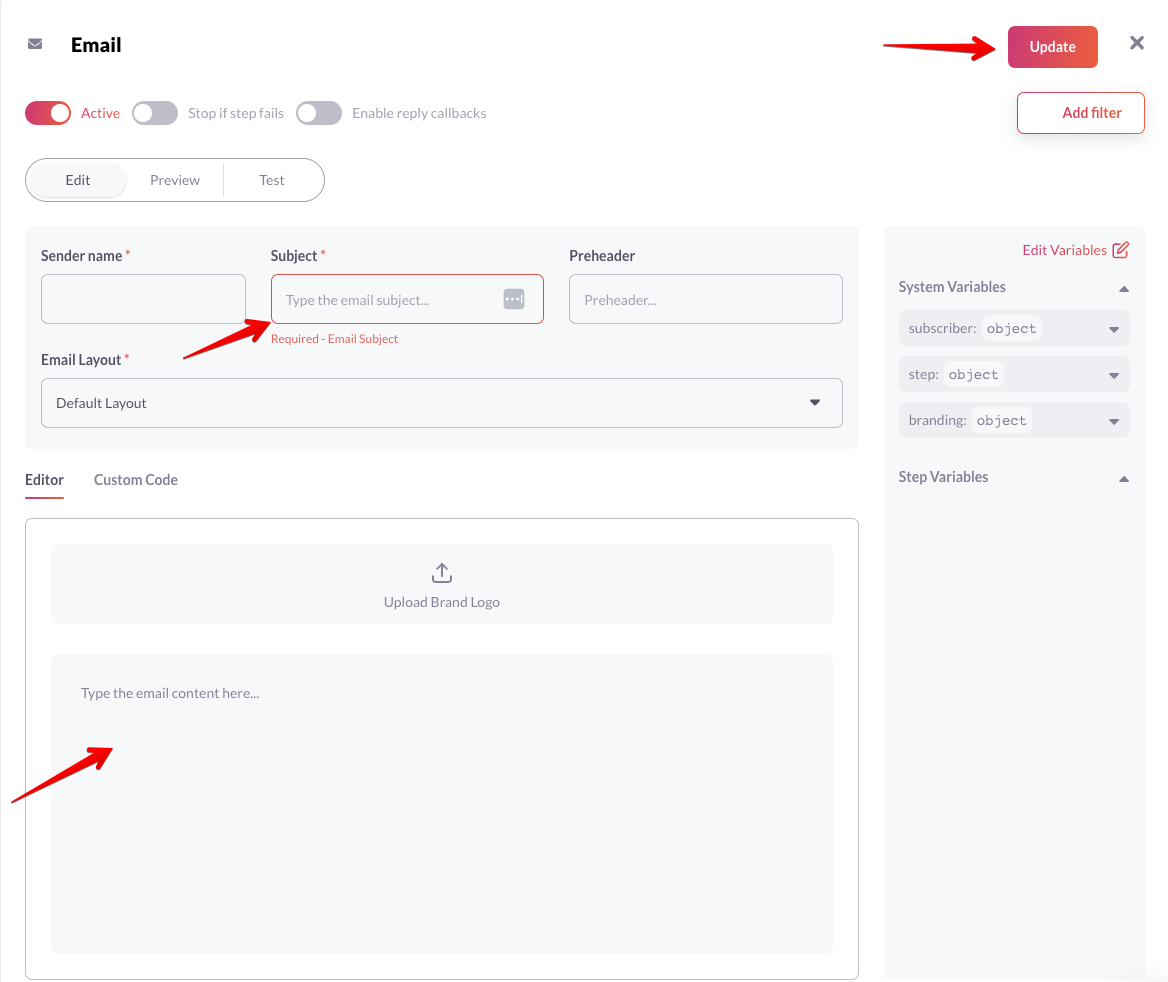 Email
Update
Active
Stop if step fails
Enable reply callbacks
Add filter
Edit
Preview
Test
Sender name *
Subject *
Preheader
Type the email subject...
Preheader...
Required - Email Subject
Email Layout *
Default Layout
Edit Variables
System Variables
subscriber: object
step: object
branding: object
Step Variables
Editor
Custom Code
Upload Brand Logo
Type the email content here...